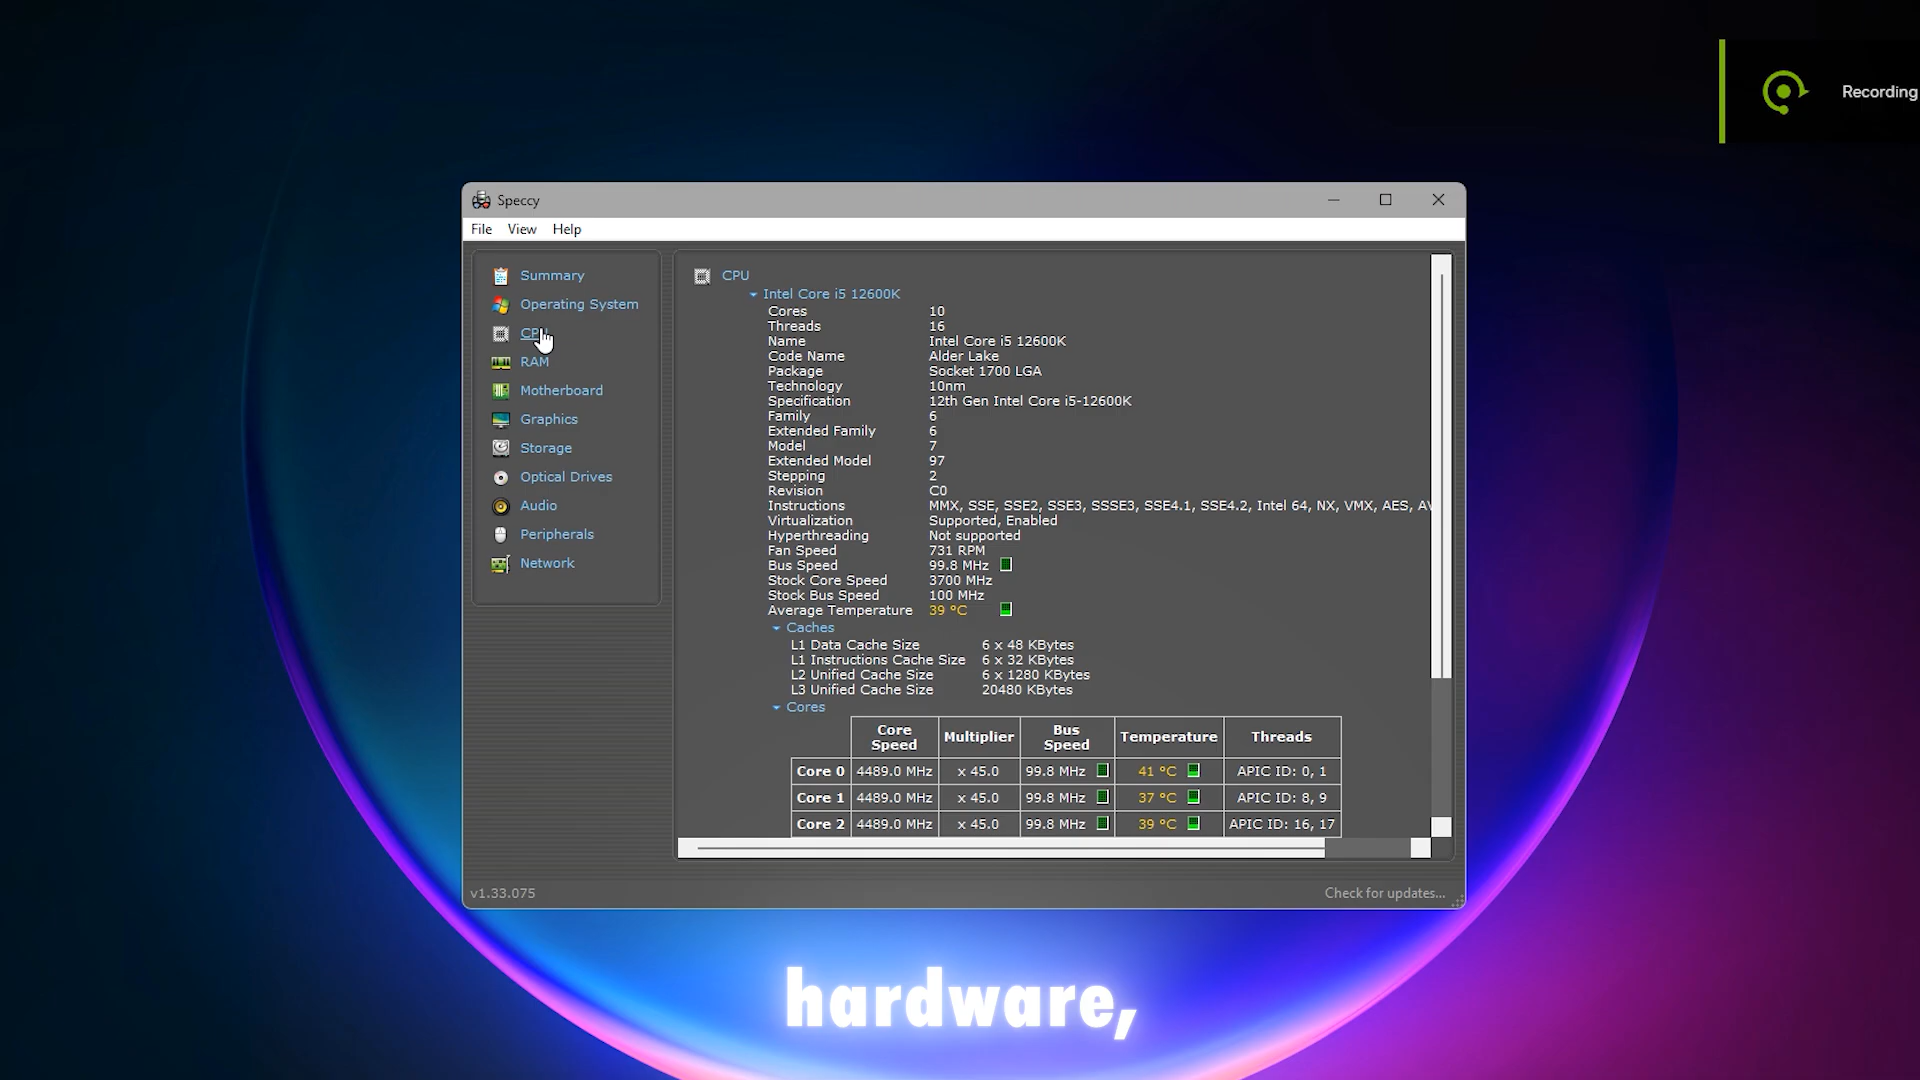 Recording
Speccy
File View Help
Summary
Operating System
CPU
RAM
Motherboard
Graphics
Storage
Optical Drives
Audio
Peripherals
Network
CPU
Intel Core i5 12600K
Cores 10
Threads 16
Name Intel Core i5 12600K
Code Name Alder Lake
Package Socket 1700 LGA
Technology 10nm
Specification 12th Gen Intel Core i5-12600K
Family 6
Extended Family 6
Model 7
Extended Model 97
Stepping 2
Revision C0
Instructions MMX, SSE, SSE2, SSE3, SSSE3, SSE4.1, SSE4.2, Intel 64, NX, VMX, AES,
Virtualization Supported, Enabled
Hyperthreading Not supported
Fan Speed 731 RPM
Bus Speed 99.8 MHz
Stock Core Speed 3700 MHz
Stock Bus Speed 100 MHz
Average Temperature 39 °C
Caches
L1 Data Cache Size 6 x 48 KBytes
L1 Instructions Cache Size 6 x 32 KBytes
L2 Unified Cache Size 6 x 1280 KBytes
L3 Unified Cache Size 20480 KBytes
Cores
Core Speed Multiplier Bus Speed Temperature Threads
Core 0 4489.0 MHz x 45.0 99.8 MHz 41 °C APIC ID: 0, 1
Core 1 4489.0 MHz x 45.0 99.8 MHz 37 °C APIC ID: 8, 9
Core 2 4489.0 MHz x 45.0 99.8 MHz 39 °C APIC ID: 16, 17
v1.33.075 Check for updates...
hardware,